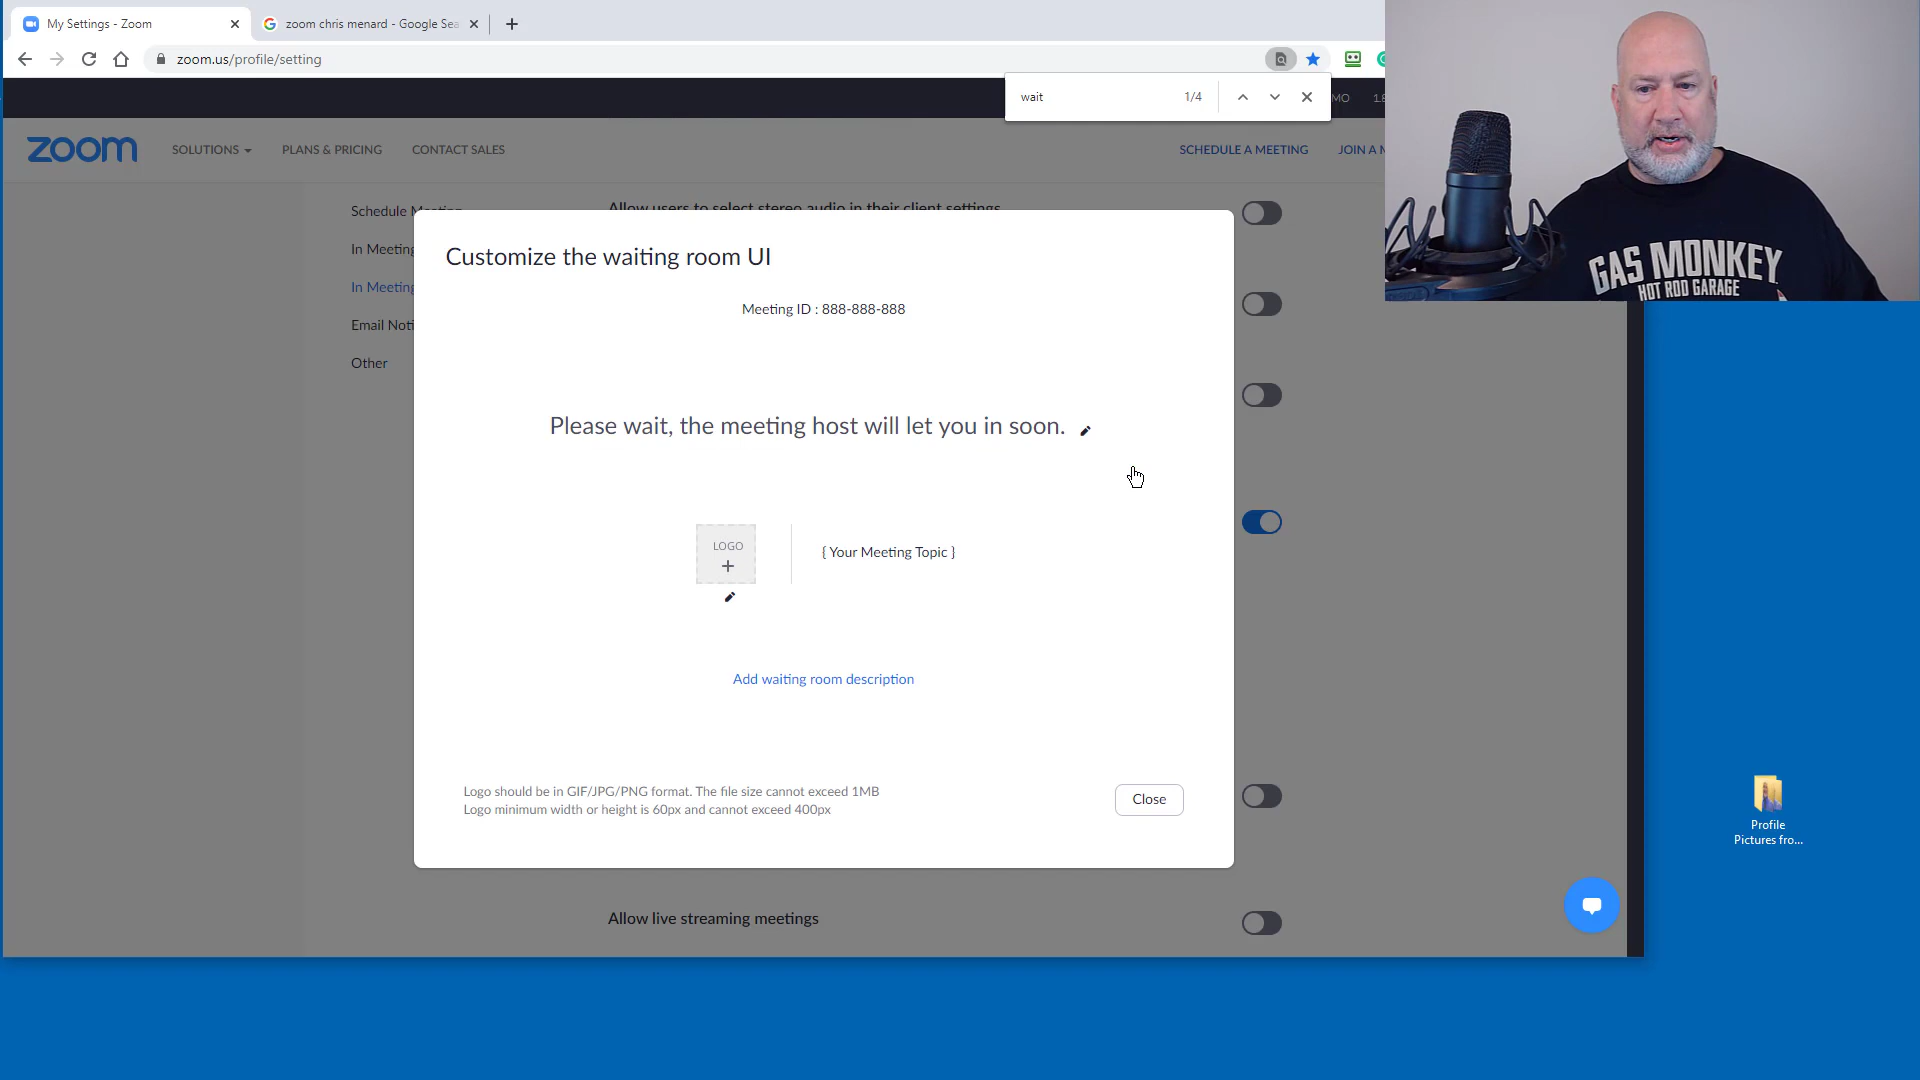 My Settings - Zoom
zoom chris menard - Google Sea
zoom.us/profile/setting
wait
1/4
MO
1.8
zoom
SOLUTIONS
PLANS & PRICING
CONTACT SALES
SCHEDULE A MEETING
JOIN A M
Schedule Meeting
Allow users to select stereo audio in their client settings
In Meeting
In Meeting
Email Noti
Other
Customize the waiting room UI
Meeting ID : 888-888-888
Please wait, the meeting host will let you in soon.
LOGO
+
{ Your Meeting Topic }
Add waiting room description
Logo should be in GIF/JPG/PNG format. The file size cannot exceed 1MB
Logo minimum width or height is 60px and cannot exceed 400px
Close
Allow live streaming meetings
GAS MONKEY
HOT ROD GARAGE
Profile
Pictures fro...